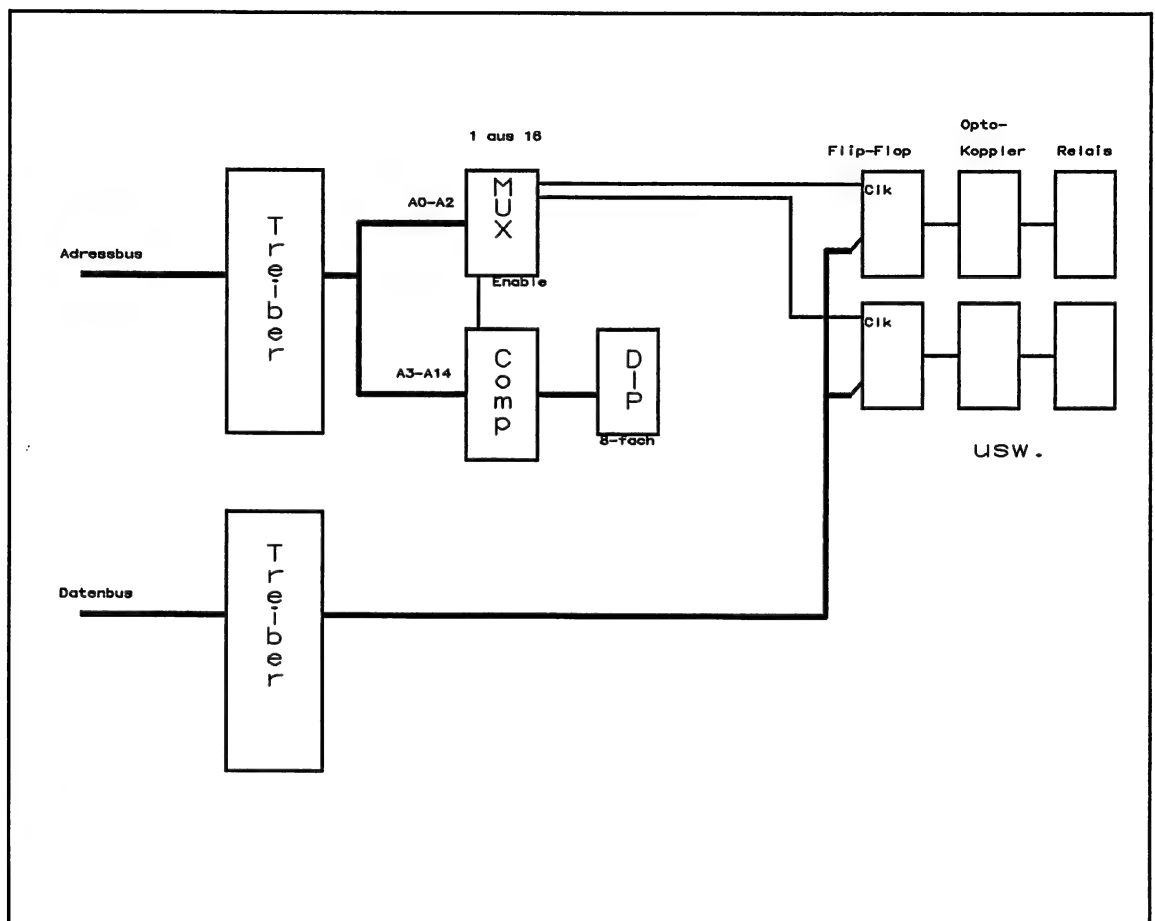 1 aus 16
Opto-
Flip-Flop
Koppler
Relais
MUX
Clk
Treiber
A0-A2
Adressbus
Enable
Clk
Comp
DIP
A3-A14
8-fach
usw.
Treiber
Datenbus